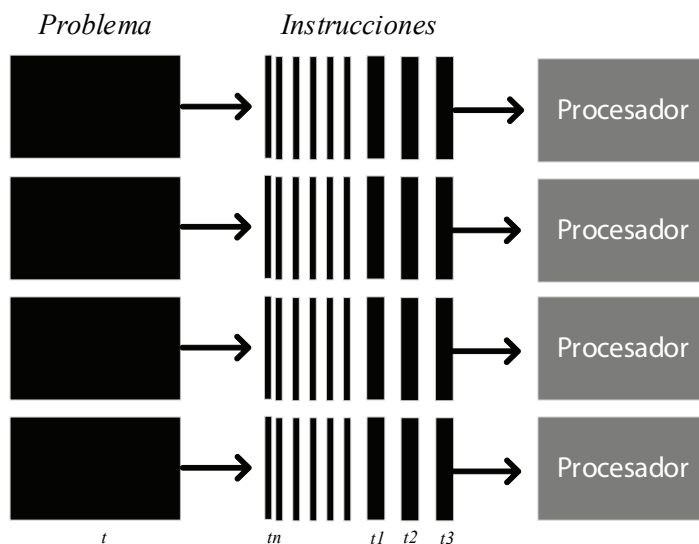 Problema Instrucciones
Procesador
Procesador
Procesador
Procesador
t tn t1 t2 t3